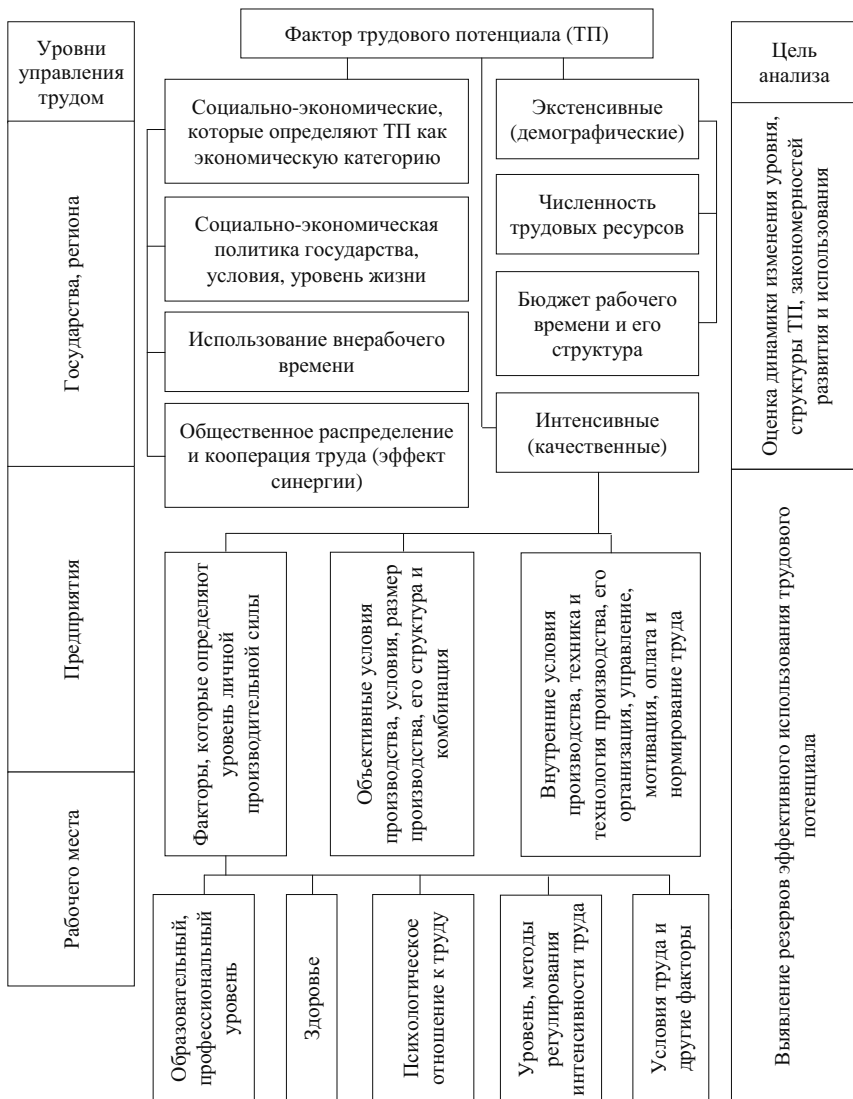 Уровни
управления
трудом
Государства, региона
Предприятия
Рабочего места
Фактор трудового потенциала (ТП)
Социально-экономические,
которые определяют ТП как
экономическую категорию
Социально-экономическая
политика государства,
условия, уровень жизни
Использование внерабочего
времени
Общественное распределение
и кооперация труда (эффект
синергии)
Экстенсивные
(демографические)
Численность
трудовых ресурсов
Бюджет рабочего
времени и его
структура
Интенсивные
(качественные)
Факторы, которые определяют
уровень личной
производительной силы
Объективные условия
производства, условия, размер
производства, его структура и
комбинация
Внутренние условия
производства, техника и
технология производства, его
организация, управление,
мотивация, оплата и
нормирование труда
Образовательный,
профессиональный
уровень
Здоровье
Психологическое
отношение к труду
Уровень, методы
регулирования
интенсивности труда
Условия труда и
другие факторы
Цель
анализа
Оценка динамики изменения уровня,
структуры ТП, закономерностей
развития и использования
Выявление резервов эффективного использования трудового
потенциала